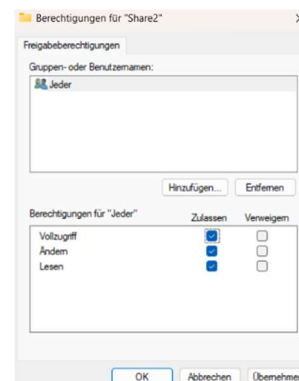 Berechtigungen für "Share2"
Freigabeberechtigungen
Gruppen- oder Benutzernamen:
Jeder
Hinzufügen... Entfernen
Berechtigungen für "Jeder" Zulassen Verweigern
Vollzugriff
Ändern
Lesen
OK Abbrechen Übernehmen